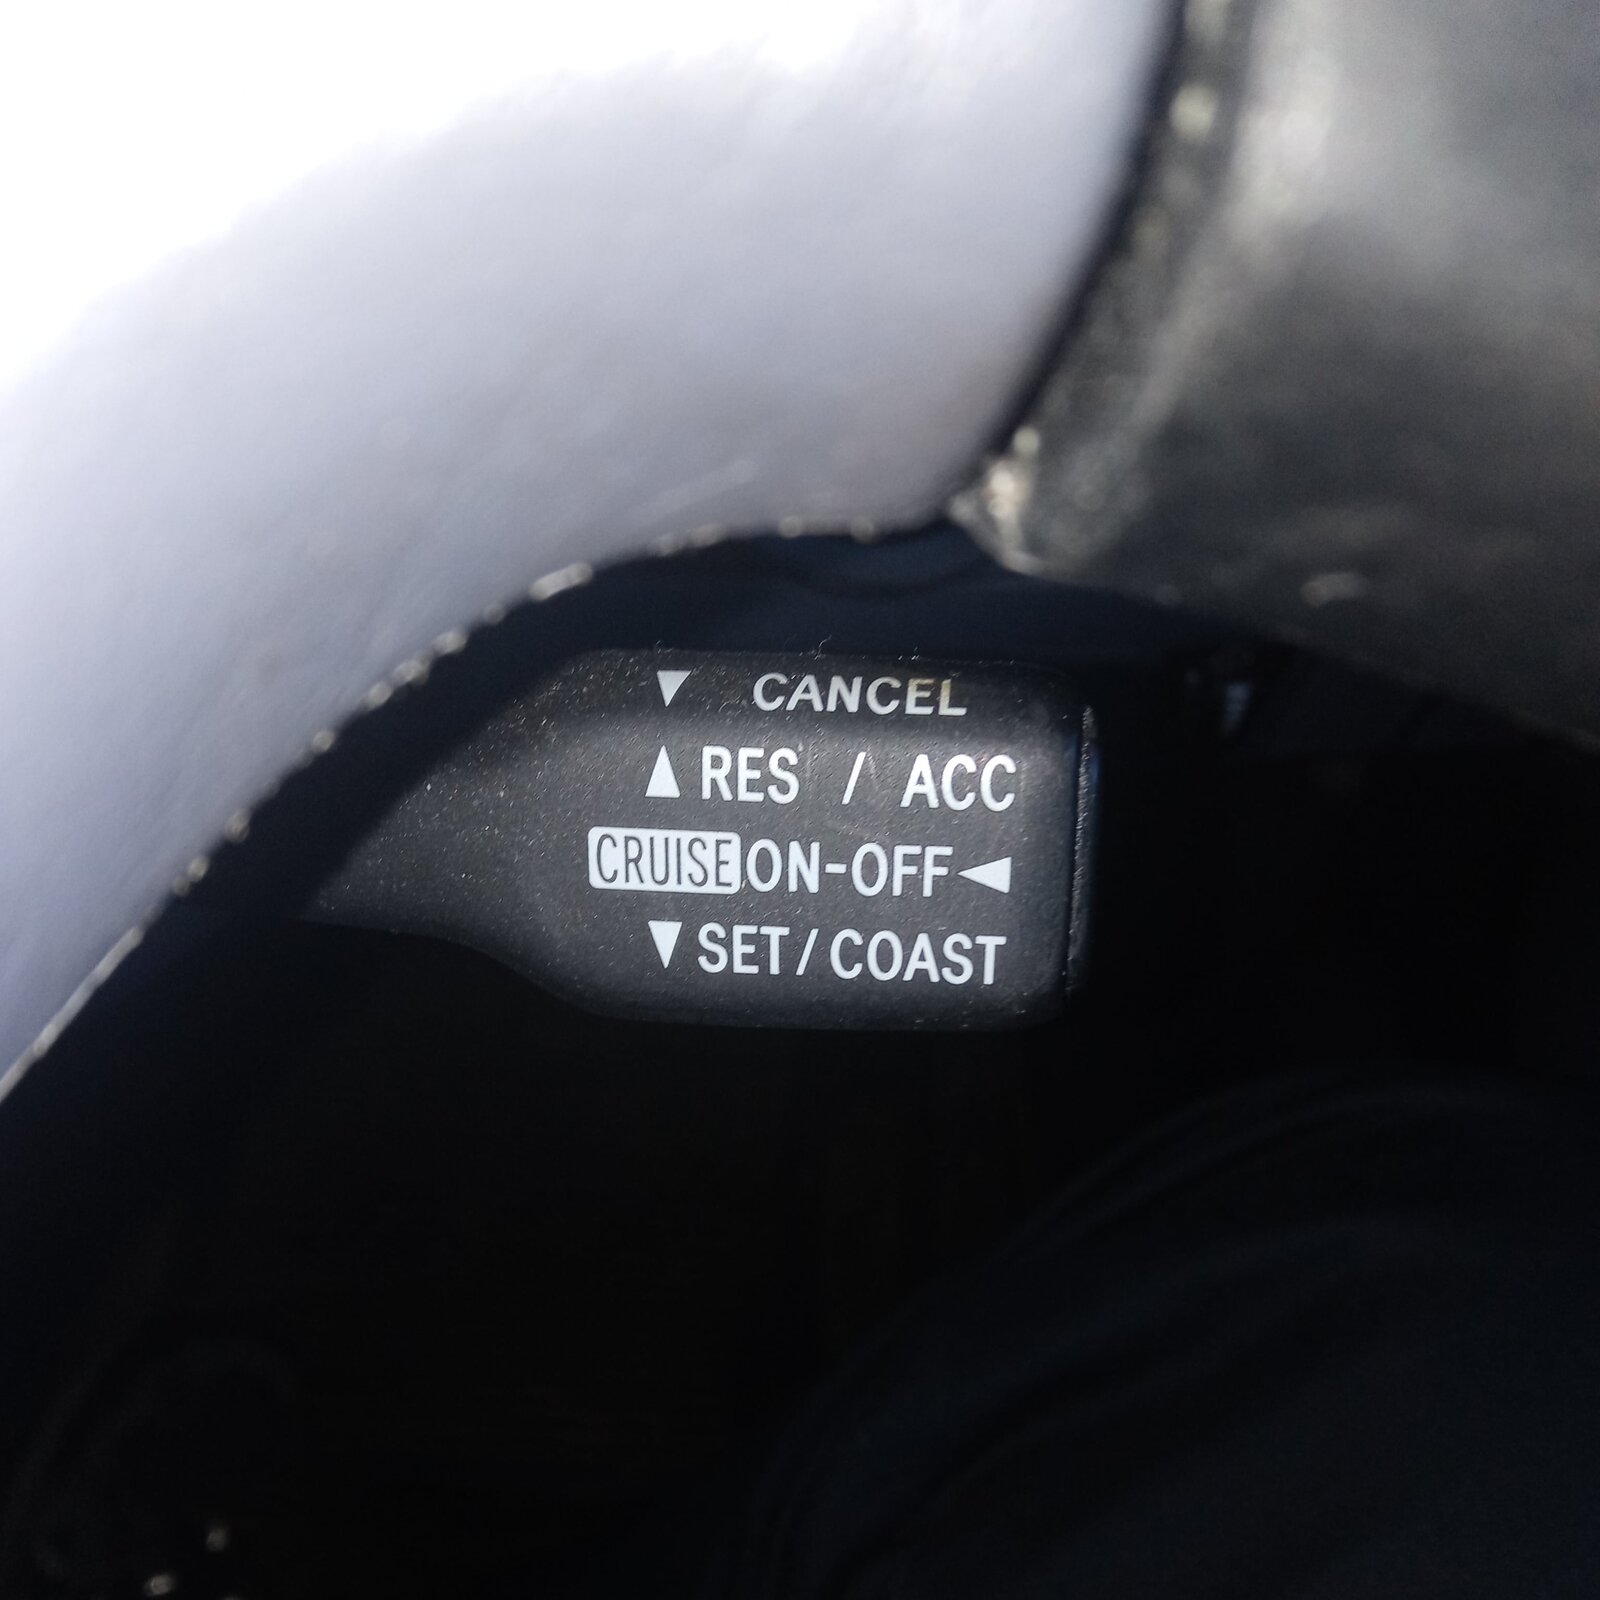 ▼ CANCEL
▲ RES / ACC
CRUISE ON-OFF ◀
▼ SET/COAST